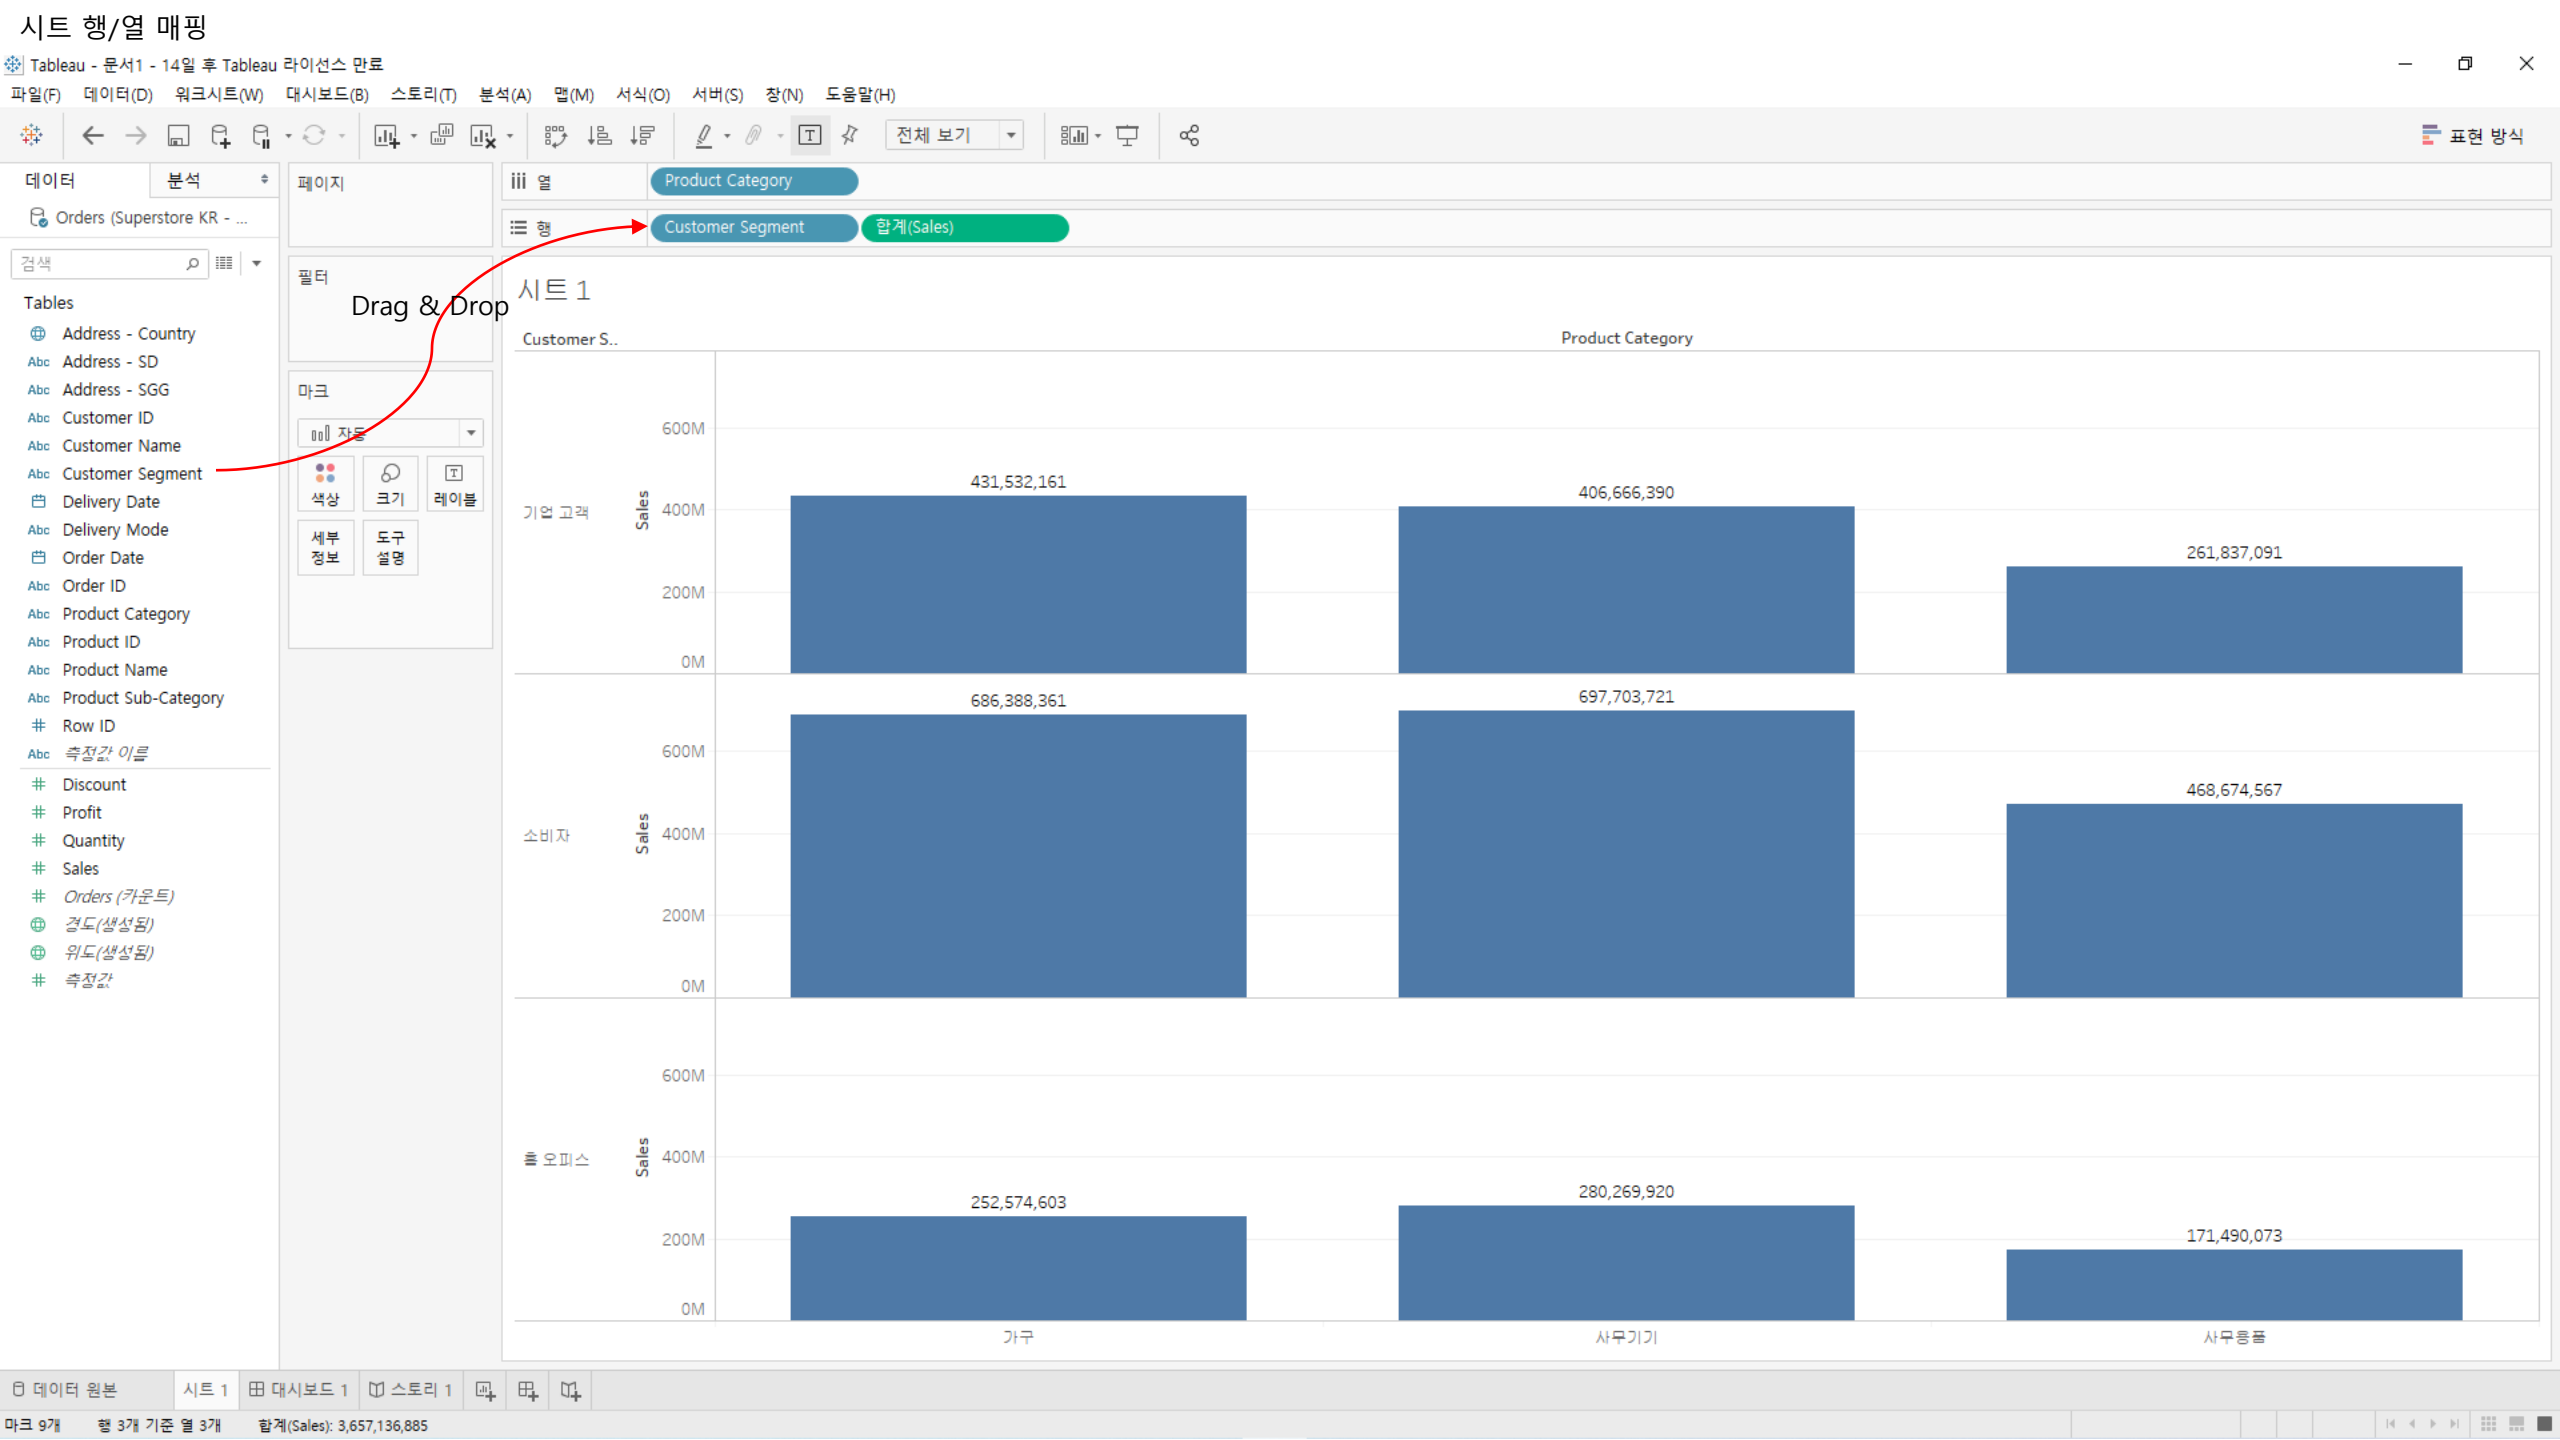 시트 행/열 매핑
Tableau - 문서1 - 14일 후 Tableau 라이선스 만료
파일(F) 데이터(D) 워크시트(W) 대시보드(B) 스토리(T) 분석(A) 맵(M) 서식(O) 서버(S) 창(N) 도움말(H)
전체 보기
표현 방식
데이터 분석
Orders (Superstore KR - ...
검색
Tables
Address - Country
Abc Address - SD
Abc Address - SGG
Abc Customer ID
Abc Customer Name
Abc Customer Segment
Delivery Date
Abc Delivery Mode
Order Date
Abc Order ID
Abc Product Category
Abc Product ID
Abc Product Name
Abc Product Sub-Category
# Row ID
Abc 측정값 이름
# Discount
# Profit
# Quantity
# Sales
# Orders (카운트)
경도(생성됨)
위도(생성됨)
# 측정값
페이지
필터
Drag & Drop
마크
자동
색상 크기 레이블
세부 정보
도구 설명
열 Product Category
행 Customer Segment 합계(Sales)
시트 1
Customer S.. Product Category
기업 고객
Sales
600M
400M
200M
0M
431,532,161 406,666,390 261,837,091
소비자
Sales
600M
400M
200M
0M
686,388,361 697,703,721 468,674,567
홈 오피스
Sales
600M
400M
200M
0M
252,574,603 280,269,920 171,490,073
가구 사무기기 사무용품
데이터 원본 시트 1 대시보드 1 스토리 1
마크 9개 행 3개 기준 열 3개 합계(Sales): 3,657,136,885